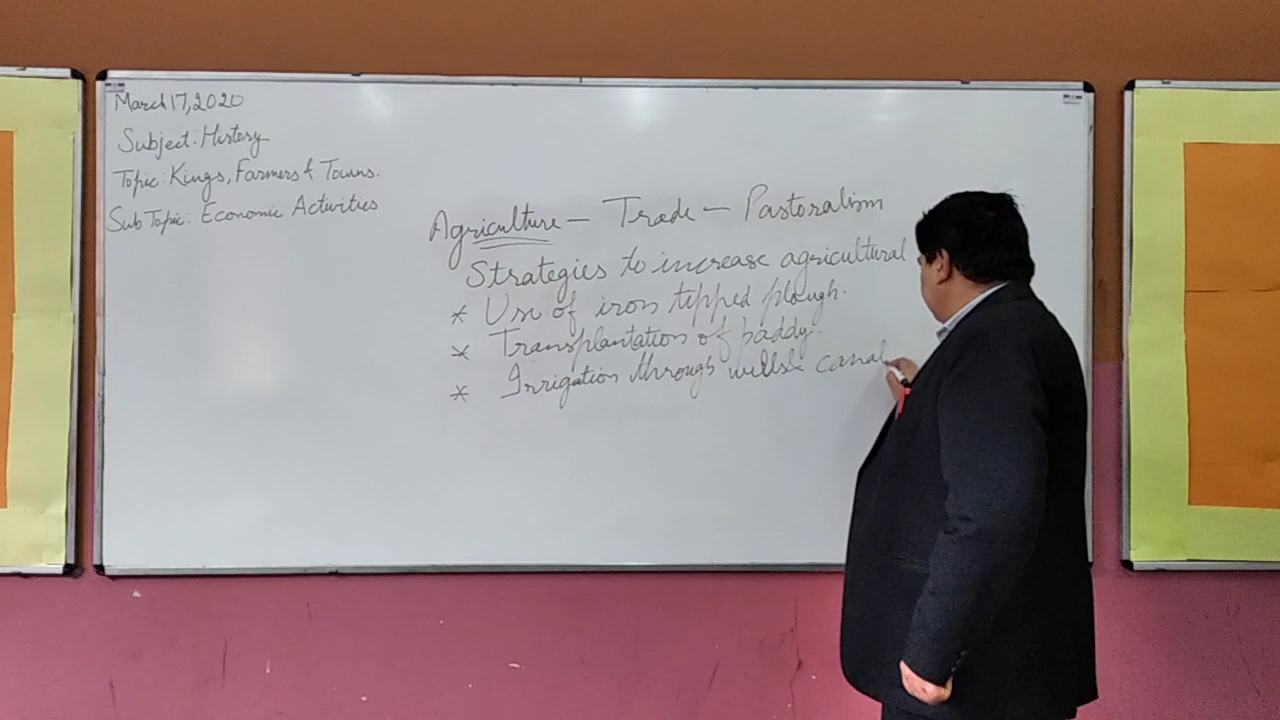 March 17, 2020
Subject: History
Topic: Kings, Farmers & Towns.
Sub Topic: Economic Activities
Agriculture – Trade – Pastoralism
Strategies to increase agricultural
* Use of iron tipped plough.
* Transplantation of paddy.
* Irrigation through wells & canal